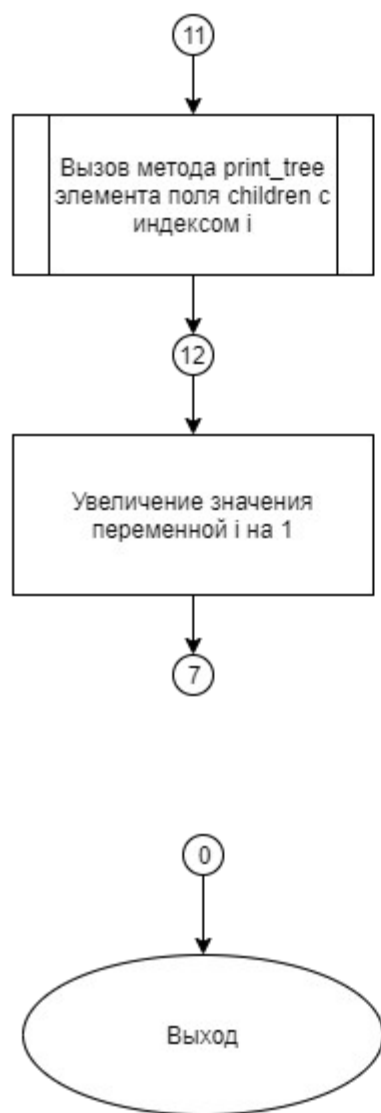 11
Вызов метода print_tree
элемента поля children с
индексом i
12
Увеличение значения
переменной i на 1
7
0
Выход